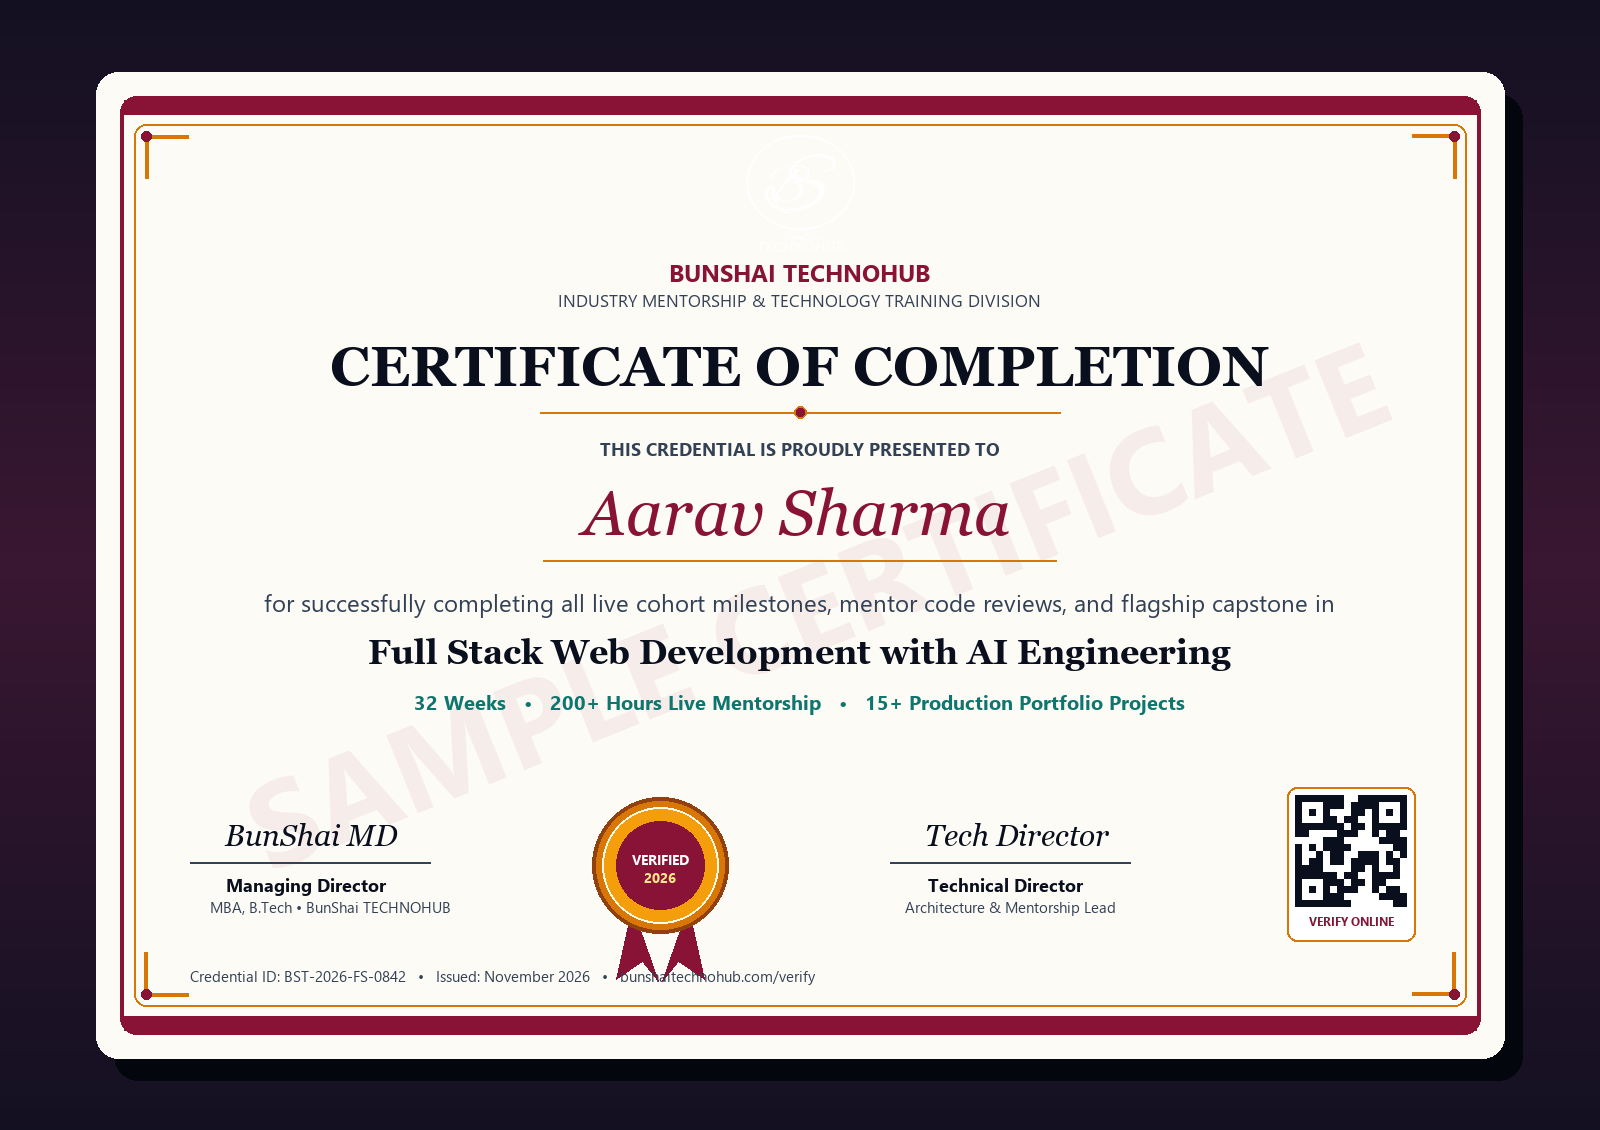 BUNSHAI TECHNOHUB
INDUSTRY MENTORSHIP & TECHNOLOGY TRAINING DIVISION
CERTIFICATE OF COMPLETION
THIS CREDENTIAL IS PROUDLY PRESENTED TO
Aarav Sharma
for successfully completing all live cohort milestones, mentor code reviews, and flagship capstone in
Full Stack Web Development with AI Engineering
32 Weeks • 200+ Hours Live Mentorship • 15+ Production Portfolio Projects
SAMPLE CERTIFICATE
BunShai MD
Managing Director
MBA, B.Tech • BunShai TECHNOHUB
VERIFIED
2026
Tech Director
Technical Director
Architecture & Mentorship Lead
VERIFY ONLINE
Credential ID: BST-2026-FS-0842 • Issued: November 2026 • bunshaitechnohub.com/verify